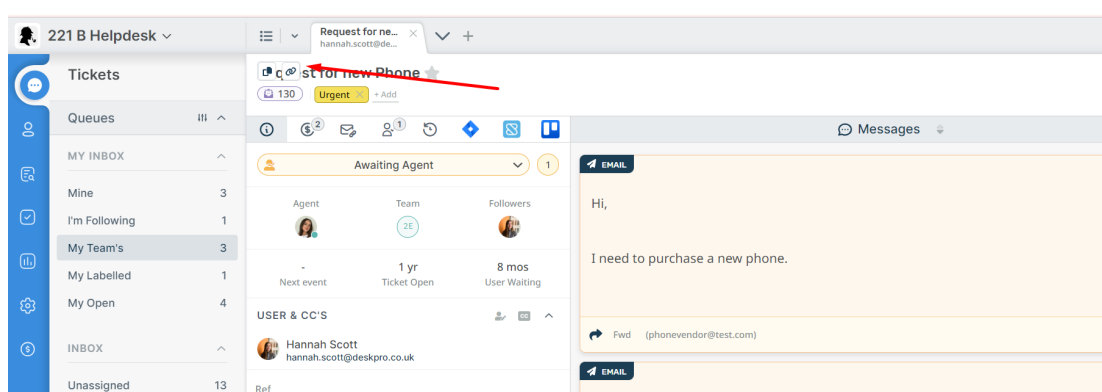 221 B Helpdesk
Request for ne...
hannah.scott@de...
Tickets
Queues
MY INBOX
Mine 3
I'm Following 1
My Team's 3
My Labelled 1
My Open 4
INBOX
Unassigned 13
st for new Phone
130 Urgent + Add
2
1
Awaiting Agent 1
Agent Team Followers
2E
- 1 yr 8 mos
Next event Ticket Open User Waiting
USER & CC'S CC
Hannah Scott
hannah.scott@deskpro.co.uk
Ref
Messages
EMAIL
Hi,
I need to purchase a new phone.
Fwd (phonevendor@test.com)
EMAIL